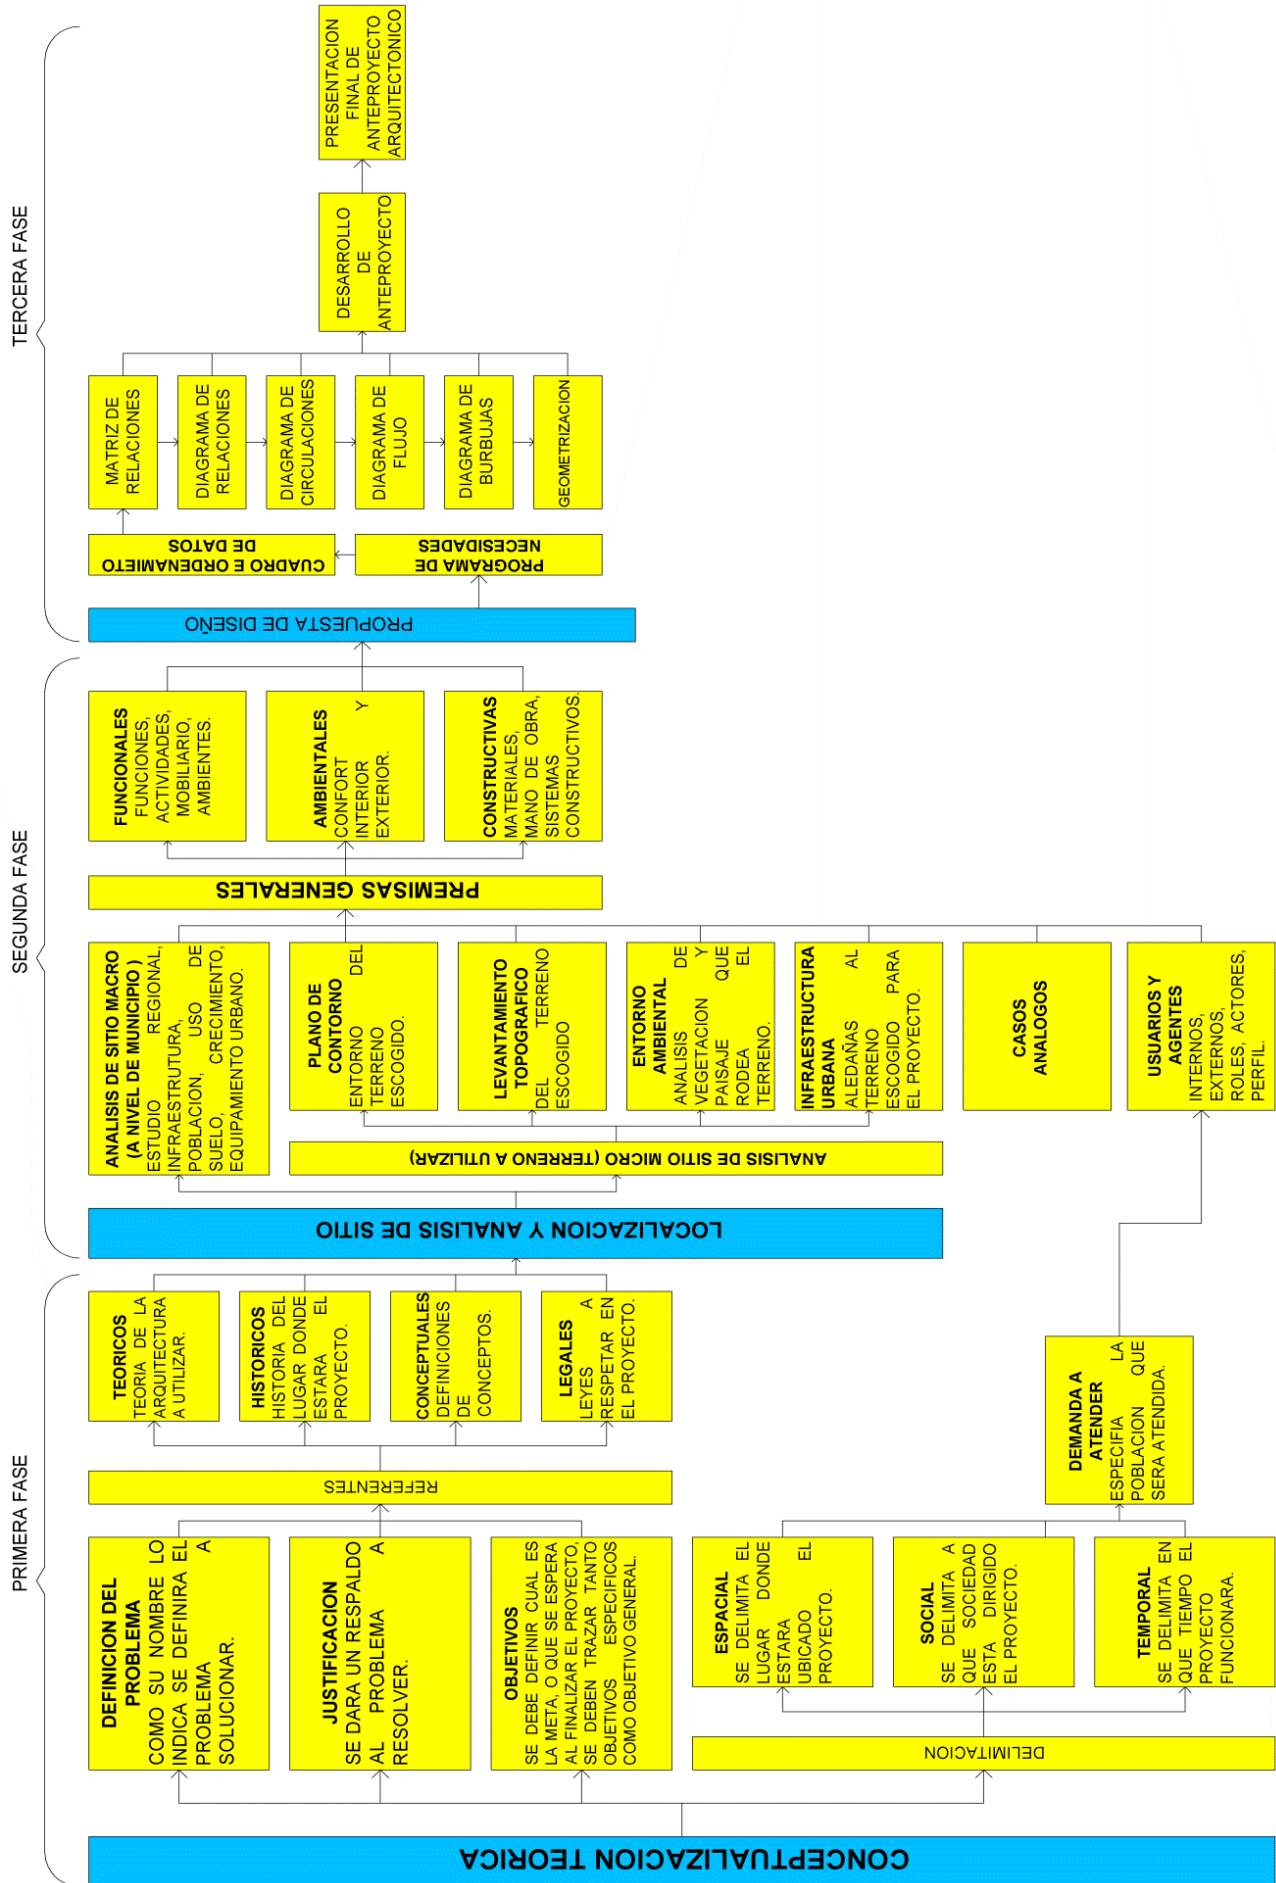 PRIMERA FASE
SEGUNDA FASE
TERCERA FASE
CONCEPTUALIZACION TEORICA
DEFINICION DEL
PROBLEMA
COMO SU NOMBRE LO
INDICA SE DEFINIRA EL
PROBLEMA A
SOLUCIONAR.
JUSTIFICACION
SE DARA UN RESPALDO
AL PROBLEMA A
RESOLVER.
OBJETIVOS
SE DEBE DEFINIR CUAL ES
LA META, O QUE SE ESPERA
AL FINALIZAR EL PROYECTO,
SE DEBEN TRAZAR TANTO
OBJETIVOS ESPECIFICOS
COMO OBJETIVO GENERAL.
DELIMITACION
ESPACIAL
SE DELIMITA EL
LUGAR DONDE
ESTARA
UBICADO EL
PROYECTO.
SOCIAL
SE DELIMITA A
QUE SOCIEDAD
ESTA DIRIGIDO
EL PROYECTO.
TEMPORAL
SE DELIMITA EN
QUE TIEMPO EL
PROYECTO
FUNCIONARA.
REFERENTES
TEORICOS
TEORIA DE LA
ARQUITECTURA
A UTILIZAR.
HISTORICOS
HISTORIA DEL
LUGAR DONDE
ESTARA EL
PROYECTO.
CONCEPTUALES
DEFINICIONES
DE
CONCEPTOS.
LEGALES
LEYES A
RESPETAR EN
EL PROYECTO.
DEMANDA A
ATENDER
ESPECIFIA LA
POBLACION QUE
SERA ATENDIDA.
LOCALIZACION Y ANALISIS DE SITIO
ANALISIS DE SITIO MACRO
(A NIVEL DE MUNICIPIO )
ESTUDIO REGIONAL,
INFRAESTRUTURA,
POBLACION, USO DE
SUELO, CRECIMIENTO,
EQUIPAMIENTO URBANO.
ANALISIS DE SITIO MICRO (TERRENO A UTILIZAR)
PLANO DE
CONTORNO
ENTORNO DEL
TERRENO
ESCOGIDO.
LEVANTAMIENTO
TOPOGRAFICO
DEL TERRENO
ESCOGIDO
ENTORNO
AMBIENTAL
ANALISIS DE
VEGETACION Y
PAISAJE QUE
RODEA EL
TERRENO.
INFRAESTRUCTURA
URBANA
ALEDAÑAS AL
TERRENO
ESCOGIDO PARA
EL PROYECTO.
CASOS
ANALOGOS
USUARIOS Y
AGENTES
INTERNOS,
EXTERNOS,
ROLES, ACTORES,
PERFIL.
PREMISAS GENERALES
FUNCIONALES
FUNCIONES,
ACTIVIDADES,
MOBILIARIO,
AMBIENTES.
AMBIENTALES
CONFORT
INTERIOR Y
EXTERIOR.
CONSTRUCTIVAS
MATERIALES,
MANO DE OBRA,
SISTEMAS
CONSTRUCTIVOS.
PROPUESTA DE DISEÑO
PROGRAMA DE
NECESIDADES
CUADRO E ORDENAMIETO
DE DATOS
MATRIZ DE
RELACIONES
DIAGRAMA DE
RELACIONES
DIAGRAMA DE
CIRCULACIONES
DIAGRAMA DE
FLUJO
DIAGRAMA DE
BURBUJAS
GEOMETRIZACION
DESARROLLO
DE
ANTEPROYECTO
PRESENTACION
FINAL DE
ANTEPROYECTO
ARQUITECTONICO